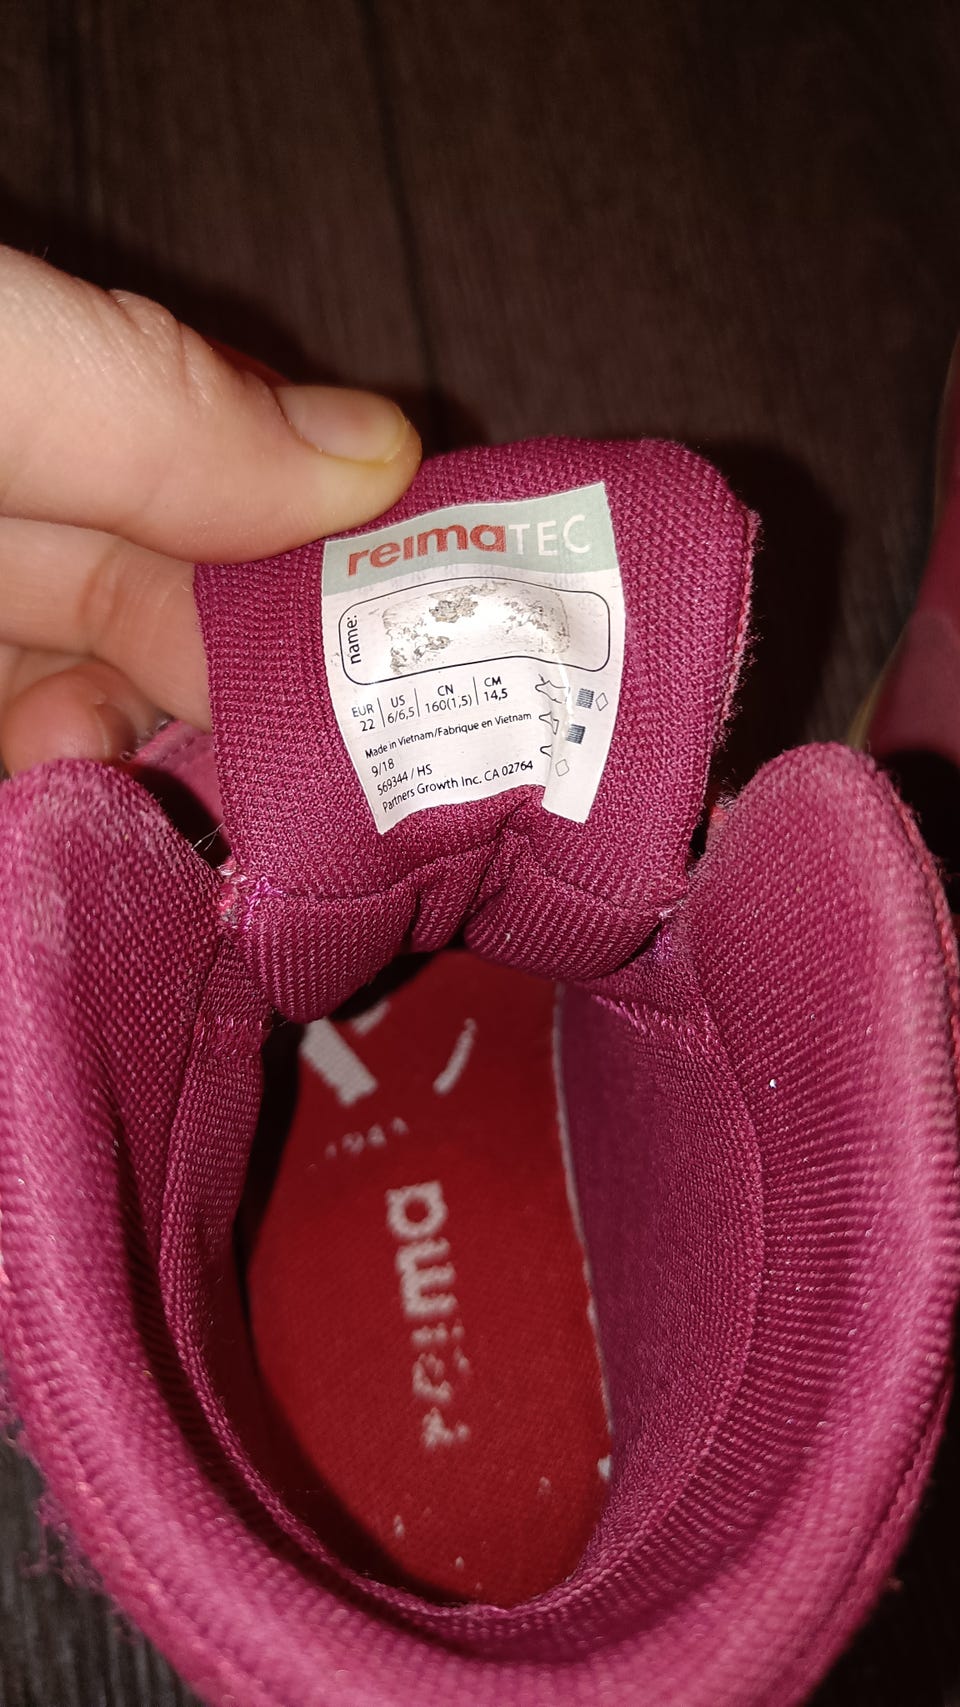 reimaTEC
name:
EUR US CN CM
22 6/6,5 160(1,5) 14,5
Made in Vietnam/Fabrique en Vietnam
9/18
569344 / HS
Partners Growth Inc. CA 02764
reima